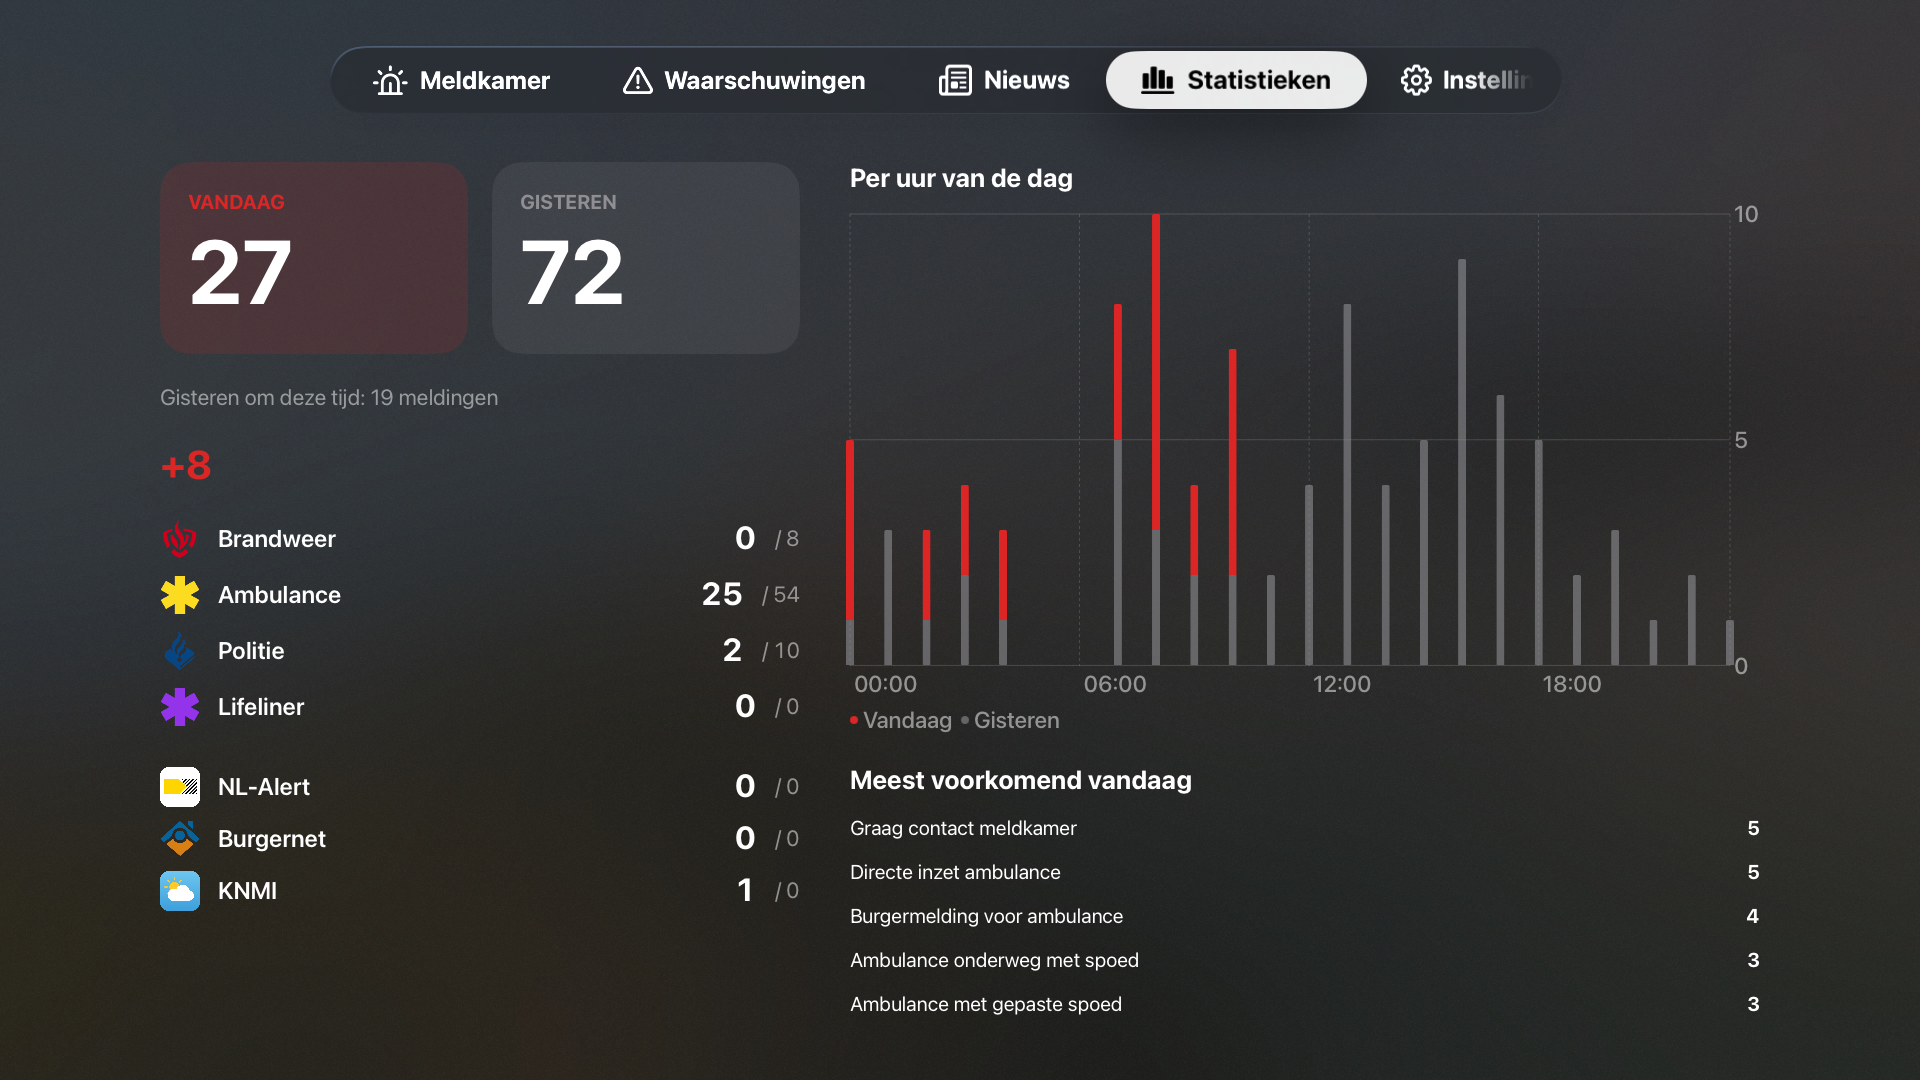 Meldkamer
Waarschuwingen
Nieuws
Statistieken
Instellin
VANDAAG
27
GISTEREN
72
Gisteren om deze tijd: 19 meldingen
+8
Brandweer 0 / 8
Ambulance 25 / 54
Politie 2 / 10
Lifeliner 0 / 0
NL-Alert 0 / 0
Burgernet 0 / 0
KNMI 1 / 0
Per uur van de dag
10
5
0
00:00 06:00 12:00 18:00
Vandaag Gisteren
Meest voorkomend vandaag
Graag contact meldkamer 5
Directe inzet ambulance 5
Burgermelding voor ambulance 4
Ambulance onderweg met spoed 3
Ambulance met gepaste spoed 3